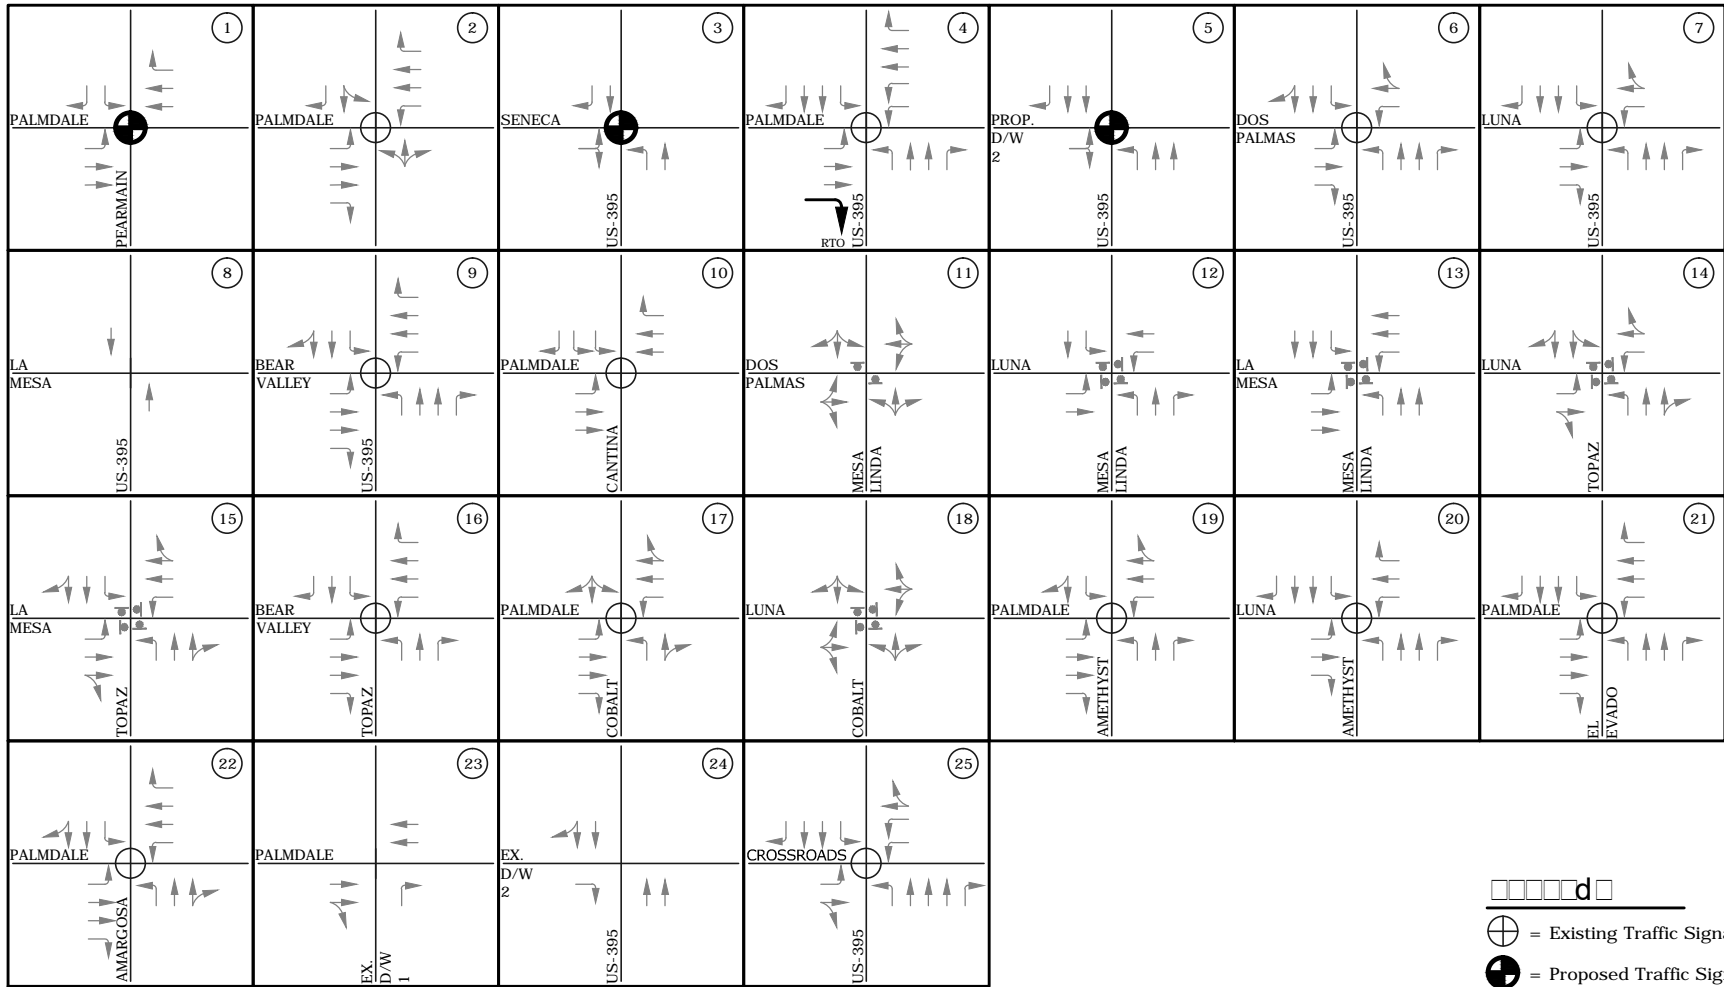 1
PALMDALE
PEARMAIN
2
PALMDALE
3
SENECA
US-395
4
PALMDALE
RTO
US-395
5
PROP.
D/W
2
US-395
6
DOS
PALMAS
US-395
7
LUNA
US-395
8
LA
MESA
US-395
9
BEAR
VALLEY
US-395
10
PALMDALE
CANTINA
11
DOS
PALMAS
MESA
LINDA
12
LUNA
MESA
LINDA
13
LA
MESA
MESA
LINDA
14
LUNA
TOPAZ
15
LA
MESA
TOPAZ
16
BEAR
VALLEY
TOPAZ
17
PALMDALE
COBALT
18
LUNA
COBALT
19
PALMDALE
AMETHYST
20
LUNA
AMETHYST
21
PALMDALE
EL
EVADO
22
PALMDALE
AMARGOSA
23
PALMDALE
EX.
D/W
1
24
EX.
D/W
2
US-395
25
CROSSROADS
US-395
= Existing Traffic Signa
= Proposed Traffic Sig